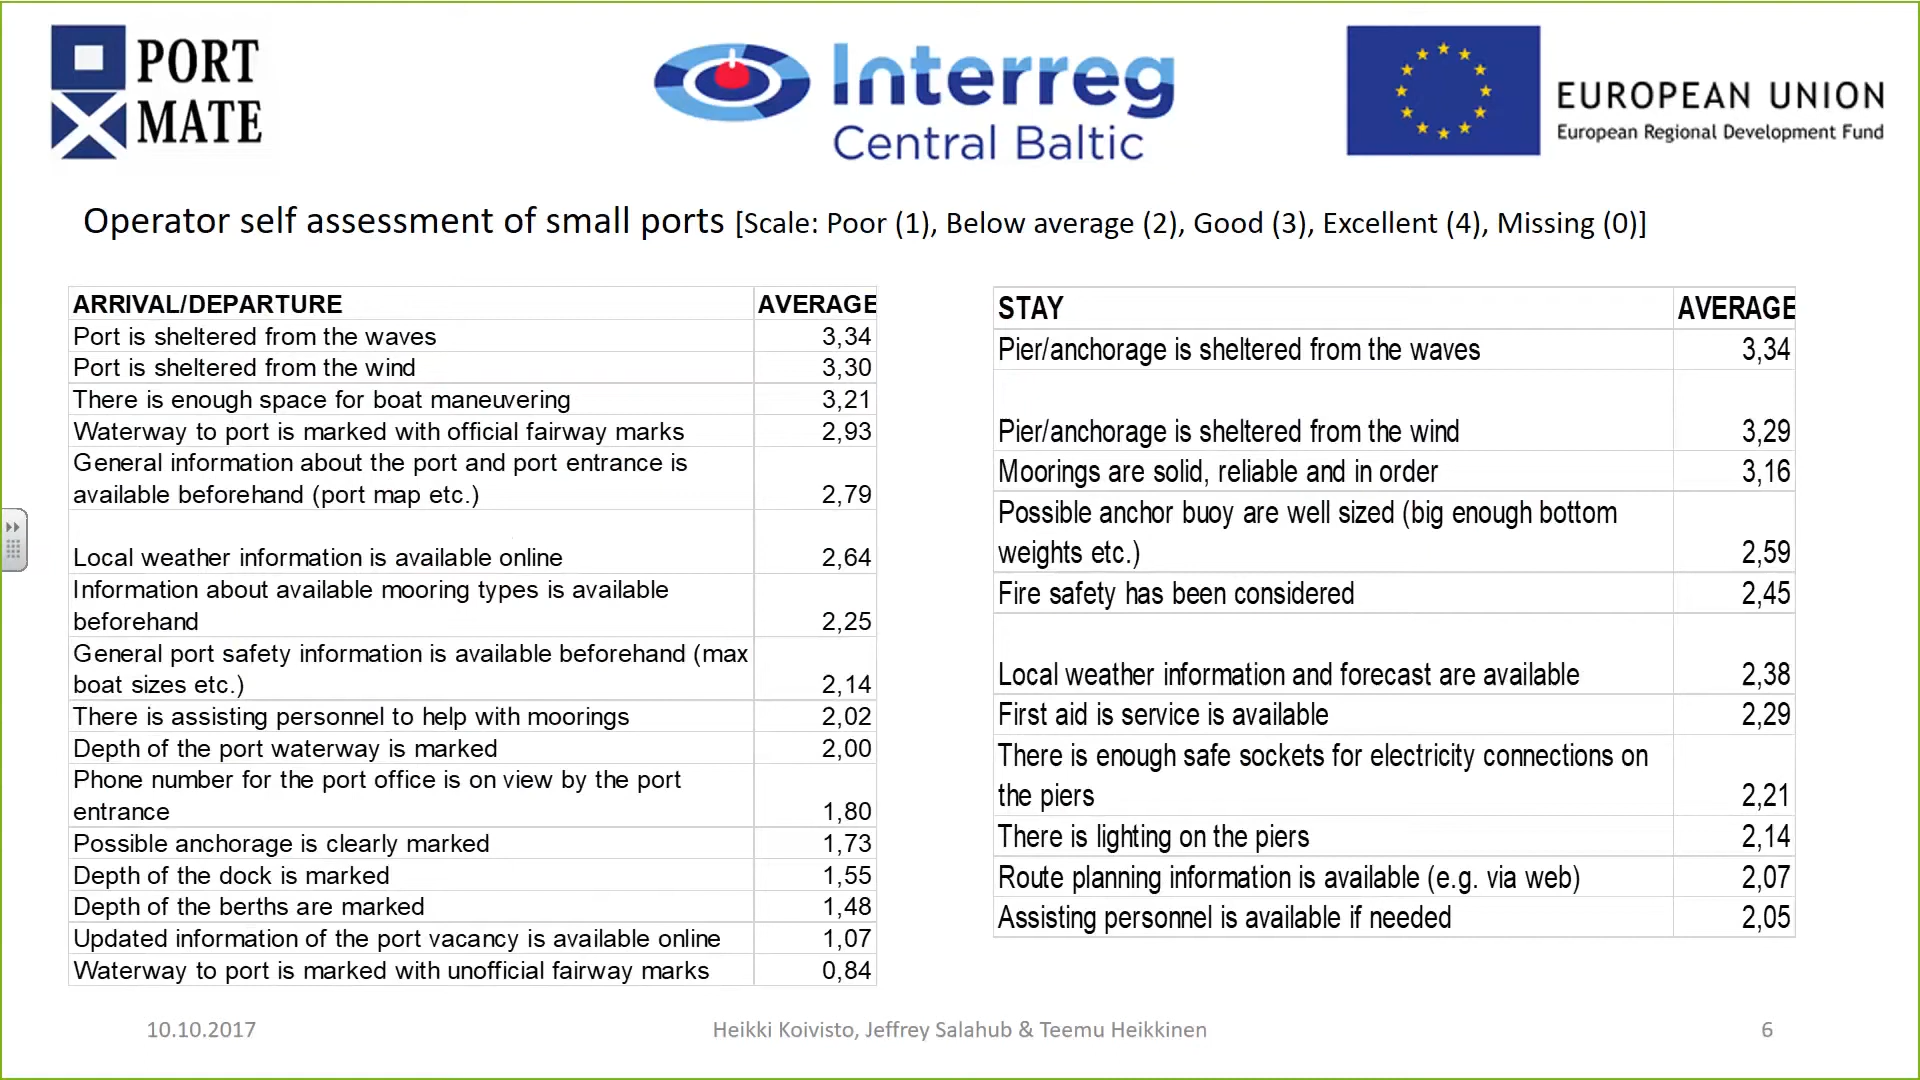 PORT
MATE
Interreg
Central Baltic
EUROPEAN UNION
European Regional Development Fund
Operator self assessment of small ports [Scale: Poor (1), Below average (2), Good (3), Excellent (4), Missing (0)]
ARRIVAL/DEPARTURE AVERAGE
Port is sheltered from the waves 3,34
Port is sheltered from the wind 3,30
There is enough space for boat maneuvering 3,21
Waterway to port is marked with official fairway marks 2,93
General information about the port and port entrance is
available beforehand (port map etc.) 2,79
Local weather information is available online 2,64
Information about available mooring types is available
beforehand 2,25
General port safety information is available beforehand (max
boat sizes etc.) 2,14
There is assisting personnel to help with moorings 2,02
Depth of the port waterway is marked 2,00
Phone number for the port office is on view by the port
entrance 1,80
Possible anchorage is clearly marked 1,73
Depth of the dock is marked 1,55
Depth of the berths are marked 1,48
Updated information of the port vacancy is available online 1,07
Waterway to port is marked with unofficial fairway marks 0,84
STAY AVERAGE
Pier/anchorage is sheltered from the waves 3,34
Pier/anchorage is sheltered from the wind 3,29
Moorings are solid, reliable and in order 3,16
Possible anchor buoy are well sized (big enough bottom
weights etc.) 2,59
Fire safety has been considered 2,45
Local weather information and forecast are available 2,38
First aid is service is available 2,29
There is enough safe sockets for electricity connections on
the piers 2,21
There is lighting on the piers 2,14
Route planning information is available (e.g. via web) 2,07
Assisting personnel is available if needed 2,05
10.10.2017
Heikki Koivisto, Jeffrey Salahub & Teemu Heikkinen
6